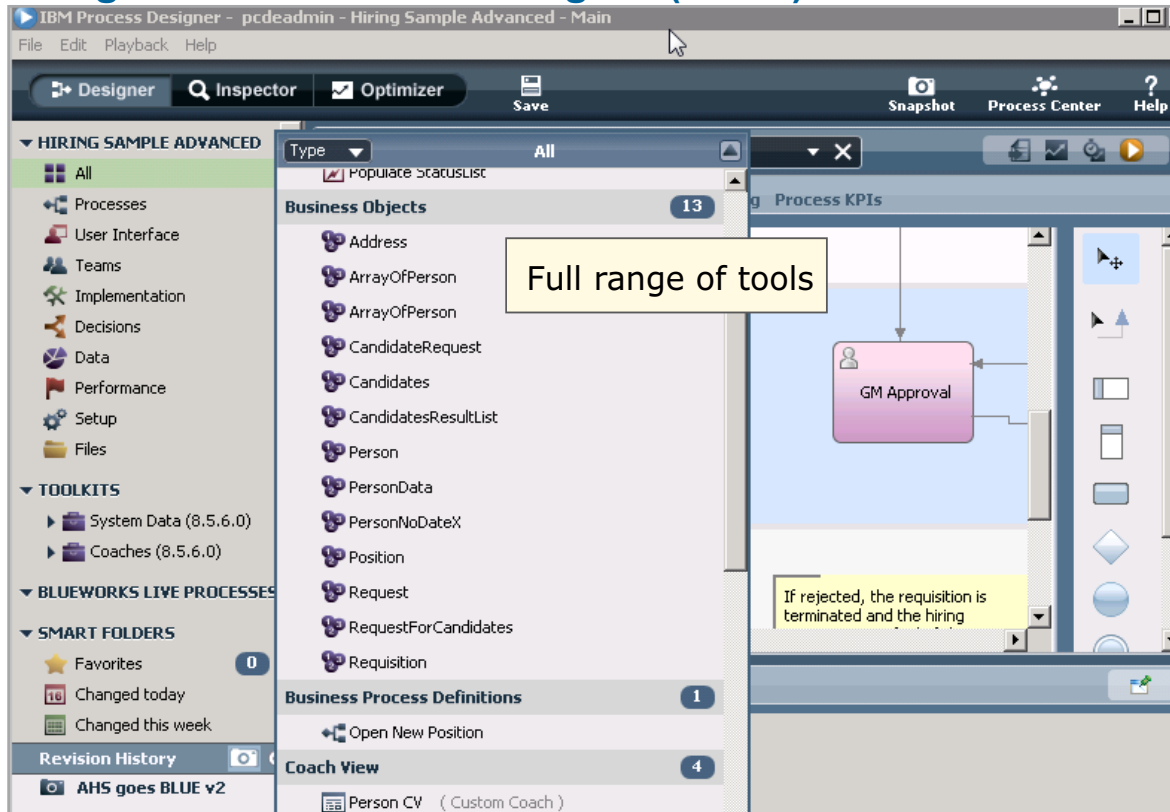 IBM Process Designer - pcdeadmin - Hiring Sample Advanced - Main
File Edit Playback Help
Designer Inspector Optimizer Save Snapshot Process Center Help
HIRING SAMPLE ADVANCED
All
Processes
User Interface
Teams
Implementation
Decisions
Data
Performance
Setup
Files
TOOLKITS
System Data (8.5.6.0)
Coaches (8.5.6.0)
BLUEWORKS LIVE PROCESSES
SMART FOLDERS
Favorites 0
Changed today
Changed this week
Revision History
AHS goes BLUE v2
Type All
Populate StatusList
Business Objects 13
Address
ArrayOfPerson
ArrayOfPerson
CandidateRequest
Candidates
CandidatesResultList
Person
PersonData
PersonNoDateX
Position
Request
RequestForCandidates
Requisition
Business Process Definitions 1
Open New Position
Coach View 4
Person CV ( Custom Coach )
Full range of tools
g Process KPIs
GM Approval
If rejected, the requisition is
terminated and the hiring